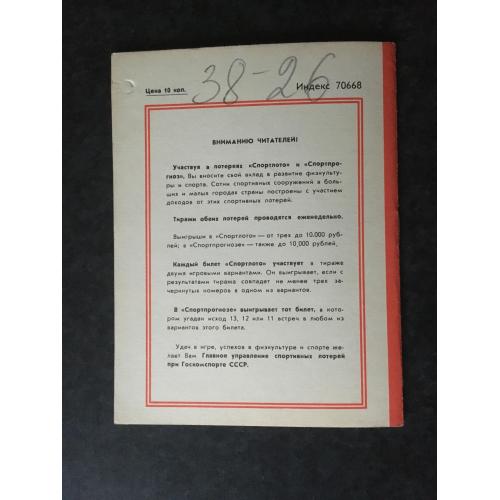 Цена 10 коп.
38-26
Индекс 70668
ВНИМАНИЮ ЧИТАТЕЛЕЙ!
Участвуя в лотереях «Спортлото» и «Спортпро-
гноз», Вы вносите свой вклад в развитие физкульту-
ры и спорта. Сотни спортивных сооружений в боль-
ших и малых городах страны построены с участием
доходов от этих спортивных лотерей.
Тиражи обеих лотерей проводятся еженедельно.
Выигрыши в «Спортлото» — от трех до 10.000 руб-
лей; в «Спортпрогнозе» — также до 10.000 рублей.
Каждый билет «Спортлото» участвует в тираже
двумя игровыми вариантами. Он выигрывает, если с
результатами тиража совпадет не менее трех за-
черкнутых номеров в одном из вариантов.
В «Спортпрогнозе» выигрывает тот билет, в кото-
ром угадан исход 13, 12 или 11 встреч в любом из
вариантов этого билета.
Удач в игре, успехов в физкультуре и спорте же-
лает Вам Главное управление спортивных лотерей
при Госкомспорте СССР.